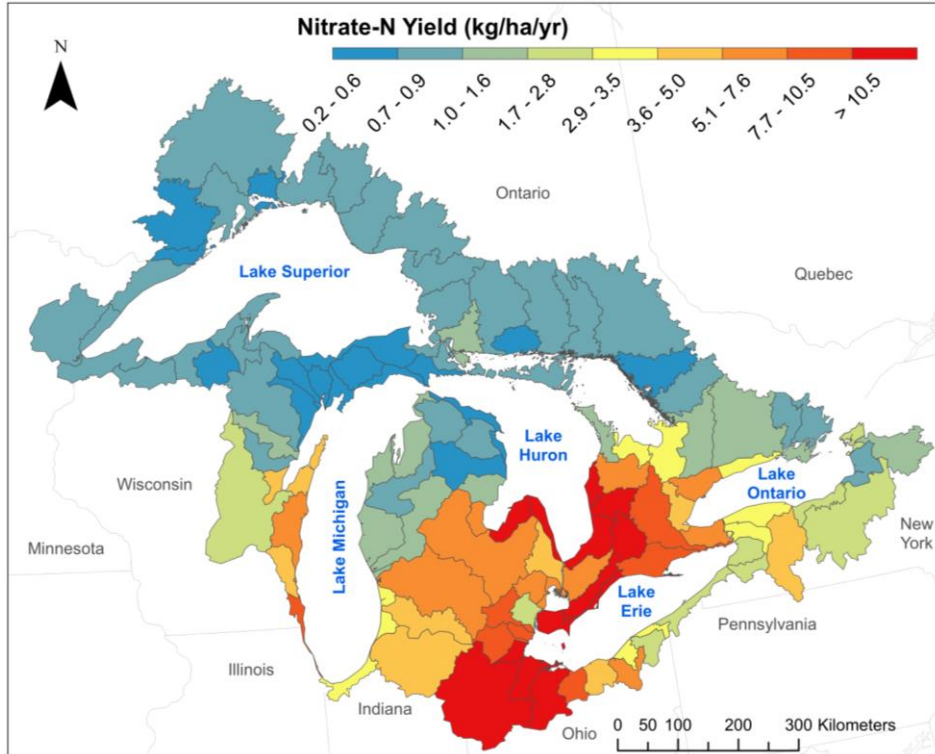 Nitrate-N Yield (kg/ha/yr)
N
0.2 - 0.6
0.7 - 0.9
1.0 - 1.6
1.7 - 2.8
2.9 - 3.5
3.6 - 5.0
5.1 - 7.6
7.7 - 10.5
> 10.5
Ontario
Quebec
Lake Superior
Lake
Huron
Wisconsin
Lake
Ontario
Minnesota
Lake Michigan
New
York
Lake
Erie
Pennsylvania
Illinois
Indiana
Ohio
0 50 100 200 300 Kilometers